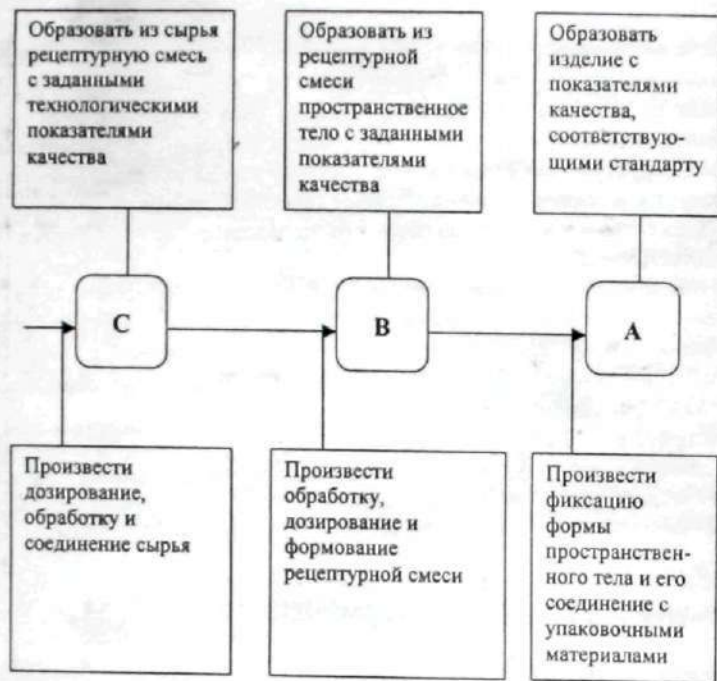 Образовать из сырья
рецептурную смесь
с заданными
технологическими
показателями
качества
Образовать из
рецептурной
смеси
пространственное
тело с заданными
показателями
качества
Образовать
изделие с
показателями
качества,
соответствую-
щими стандарту
С
В
А
Произвести
дозирование,
обработку и
соединение сырья
Произвести
обработку,
дозирование и
формование
рецептурной смеси
Произвести
фиксацию
формы
пространствен-
ного тела и его
соединение с
упаковочными
материалами